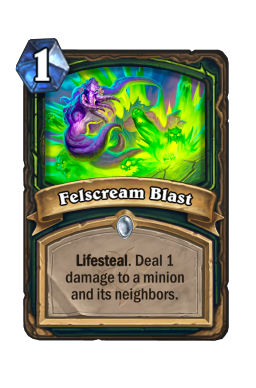 1
Felscream Blast
Lifesteal. Deal 1
damage to a minion
and its neighbors.